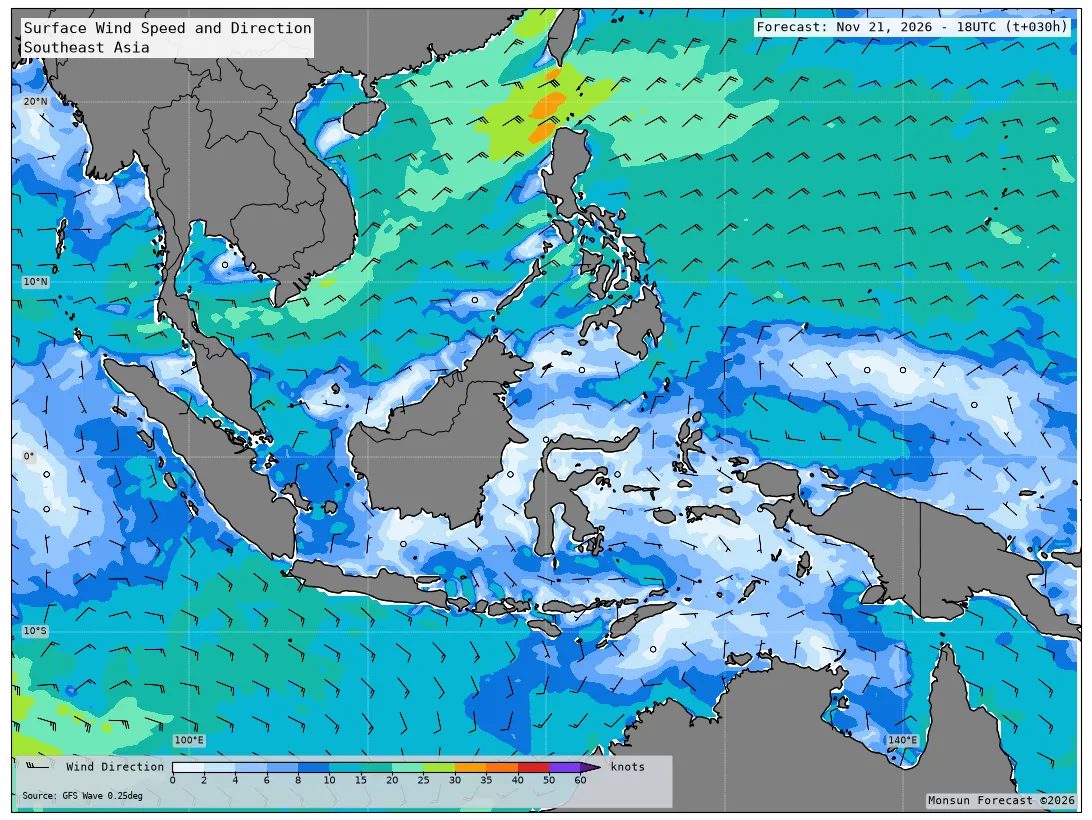 Surface Wind Speed and Direction
Southeast Asia
Forecast: Nov 21, 2026 - 18UTC (t+030h)
20°N
10°N
0°
10°S
100°E
140°E
Wind Direction
knots
0 2 4 6 8 10 15 20 25 30 35 40 50 60
Source: GFS Wave 0.25deg
Monsun Forecast ©2026